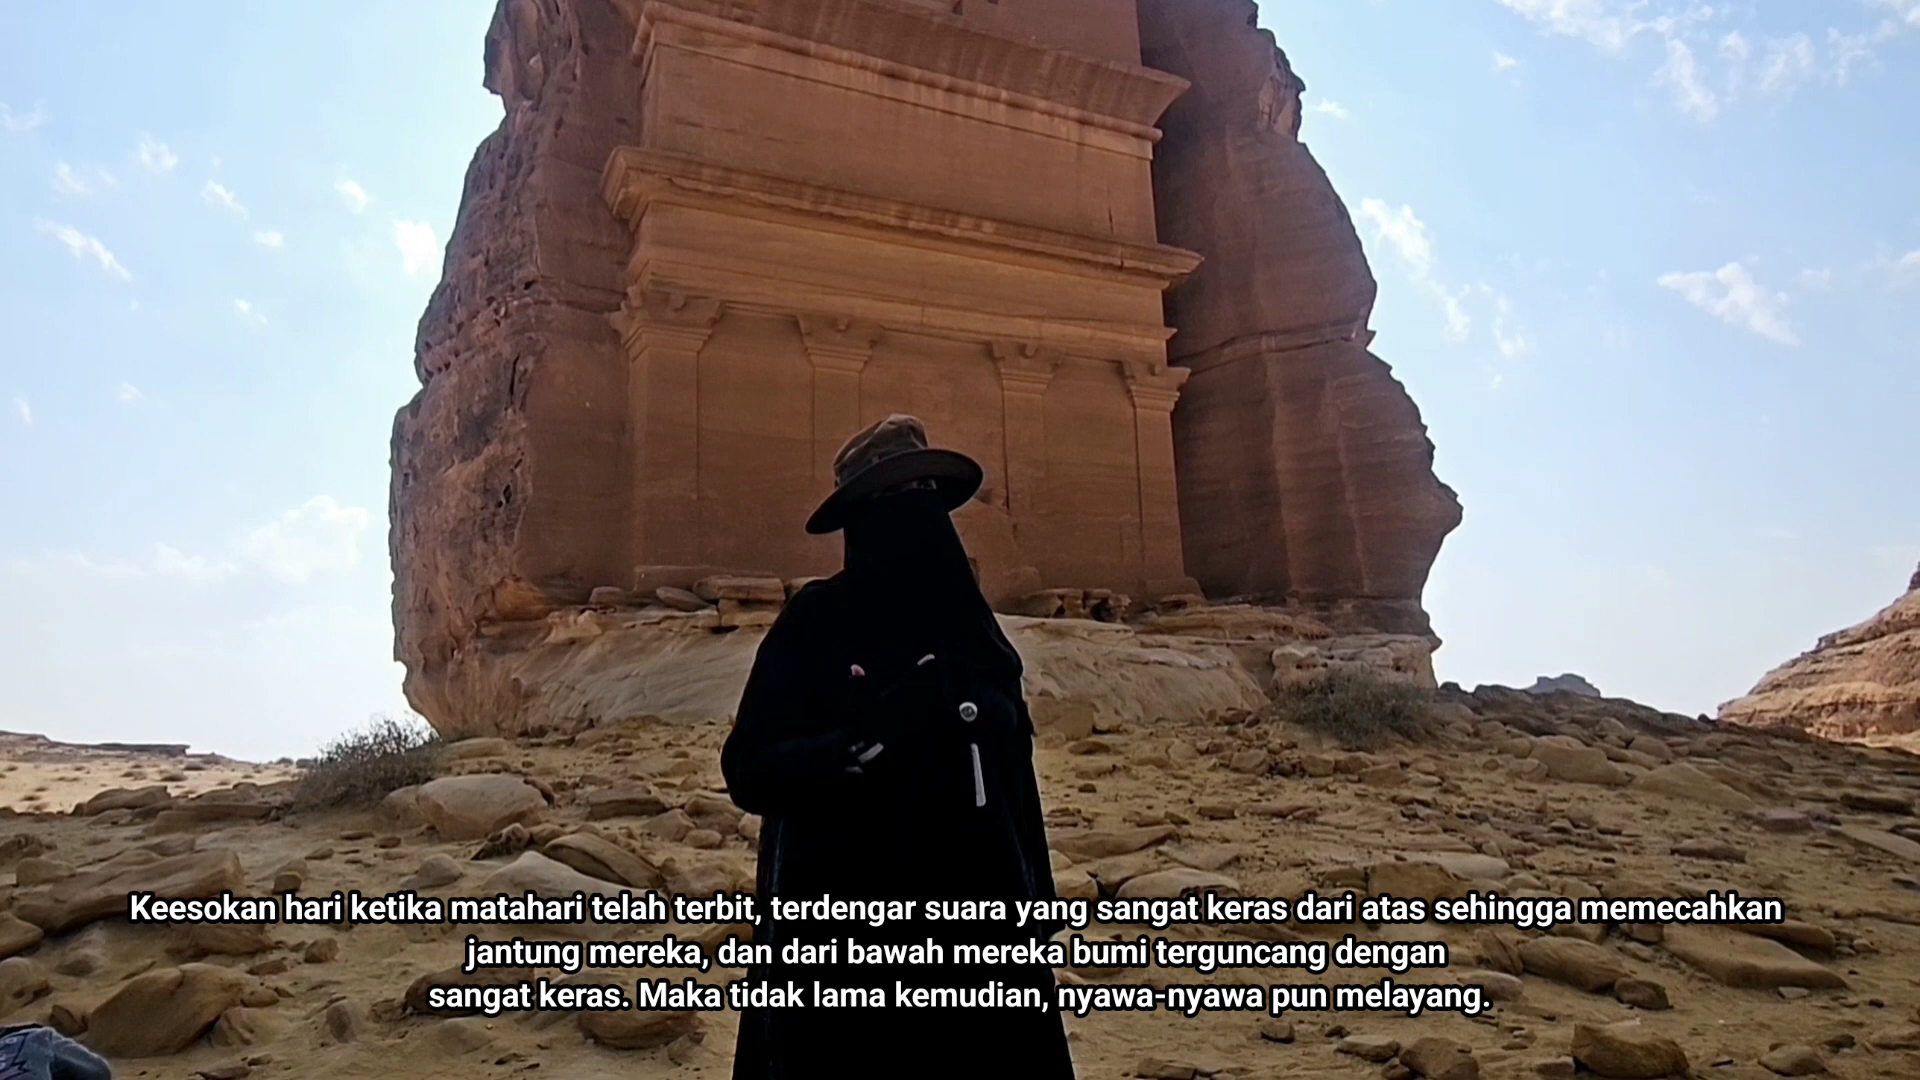 Keesokan hari ketika matahari telah terbit, terdengar suara yang sangat keras dari atas sehingga memecahkan
jantung mereka, dan dari bawah mereka bumi terguncang dengan
sangat keras. Maka tidak lama kemudian, nyawa-nyawa pun melayang.